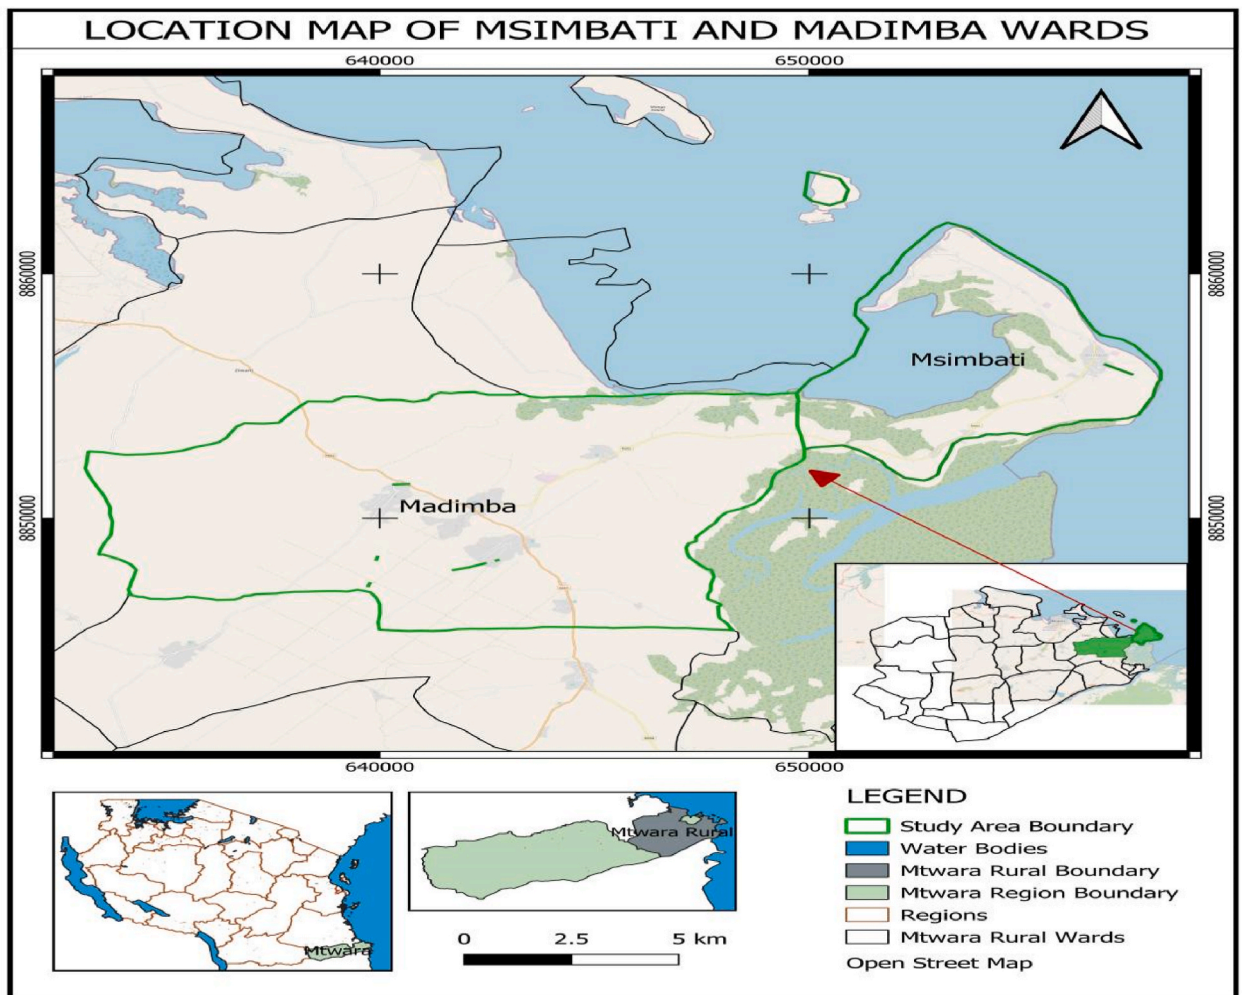 LOCATION MAP OF MSIMBATI AND MADIMBA WARDS
640000
650000
8860000
8860000
Msimbati
Madimba
8850000
8850000
640000
650000
Mtwara
Mtwara Rural
0 2.5 5 km
LEGEND
Study Area Boundary
Water Bodies
Mtwara Rural Boundary
Mtwara Region Boundary
Regions
Mtwara Rural Wards
Open Street Map